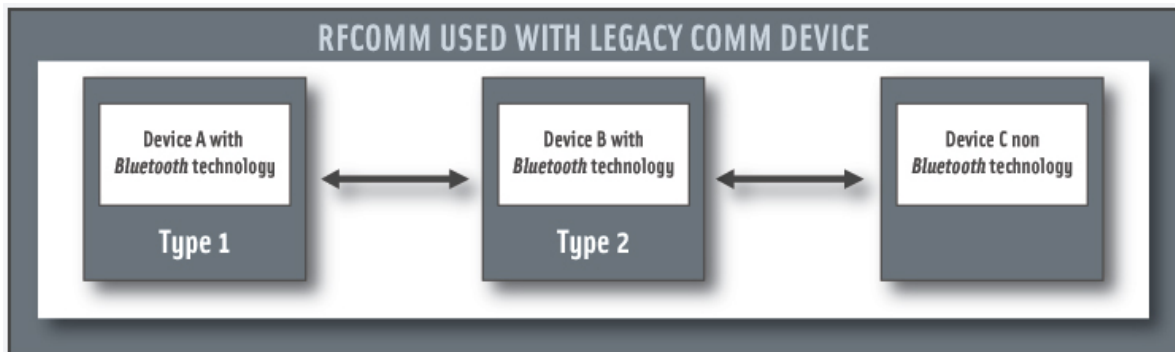 RFCOMM USED WITH LEGACY COMM DEVICE
Device A with
Bluetooth technology
Type 1
Device B with
Bluetooth technology
Type 2
Device C non
Bluetooth technology